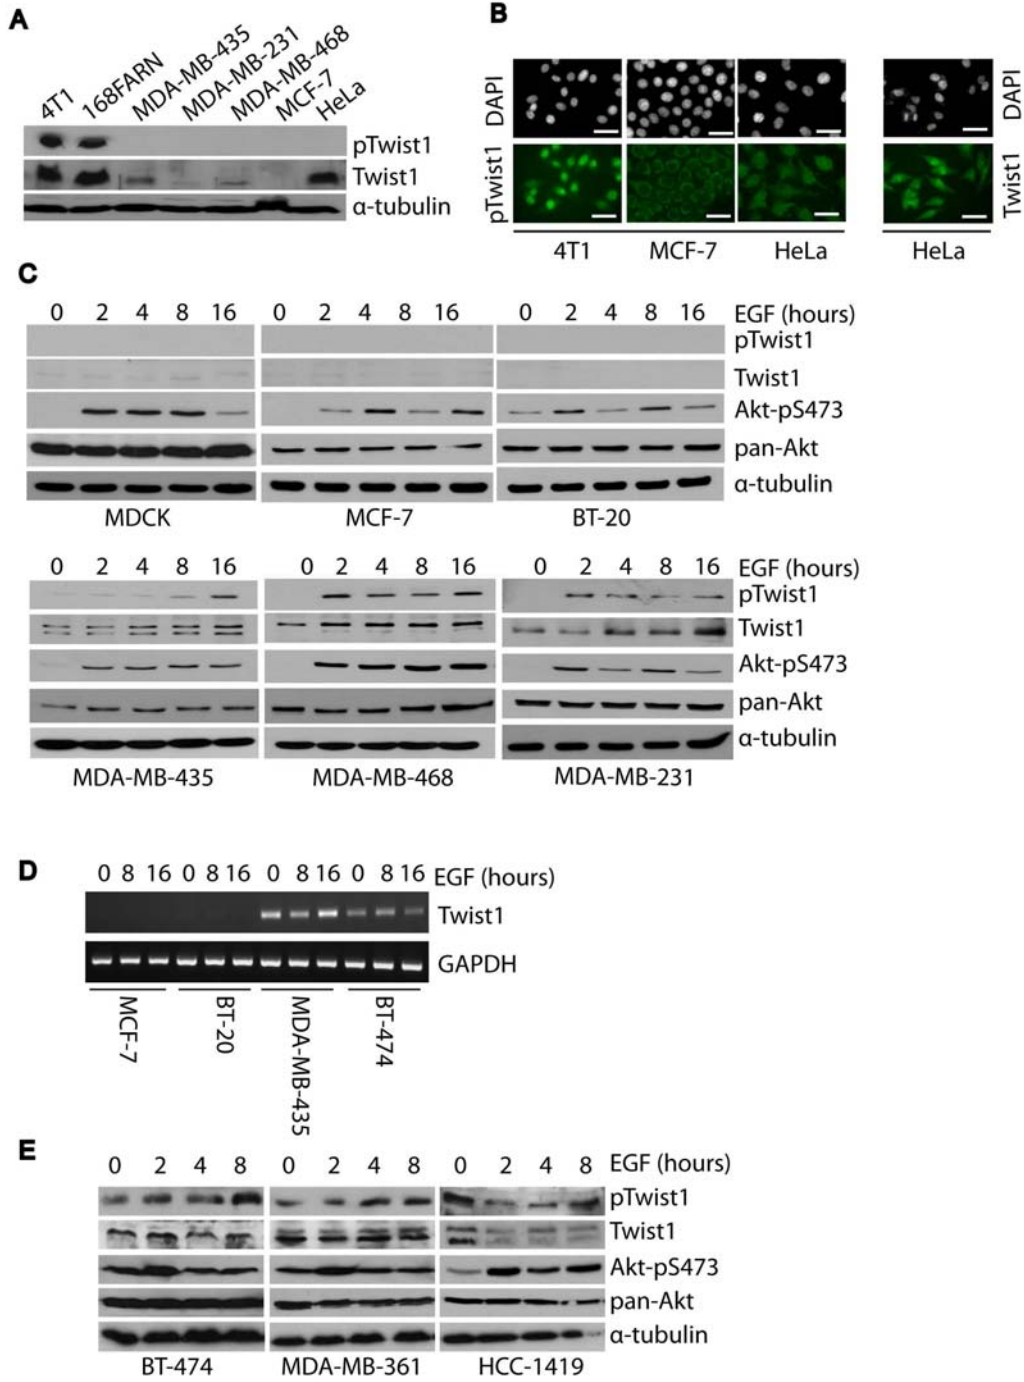 A
4T1 168FARN MDA-MB-435 MDA-MB-231 MDA-MB-468 MCF-7 HeLa
pTwist1
Twist1
α-tubulin
B
DAPI
pTwist1
DAPI
Twist1
4T1 MCF-7 HeLa HeLa
C
0 2 4 8 16 0 2 4 8 16 0 2 4 8 16 EGF (hours)
pTwist1
Twist1
Akt-pS473
pan-Akt
α-tubulin
MDCK MCF-7 BT-20
0 2 4 8 16 0 2 4 8 16 0 2 4 8 16 EGF (hours)
pTwist1
Twist1
Akt-pS473
pan-Akt
α-tubulin
MDA-MB-435 MDA-MB-468 MDA-MB-231
D
0 8 16 0 8 16 0 8 16 0 8 16 EGF (hours)
Twist1
GAPDH
MCF-7 BT-20 MDA-MB-435 BT-474
E
0 2 4 8 0 2 4 8 0 2 4 8 EGF (hours)
pTwist1
Twist1
Akt-pS473
pan-Akt
α-tubulin
BT-474 MDA-MB-361 HCC-1419